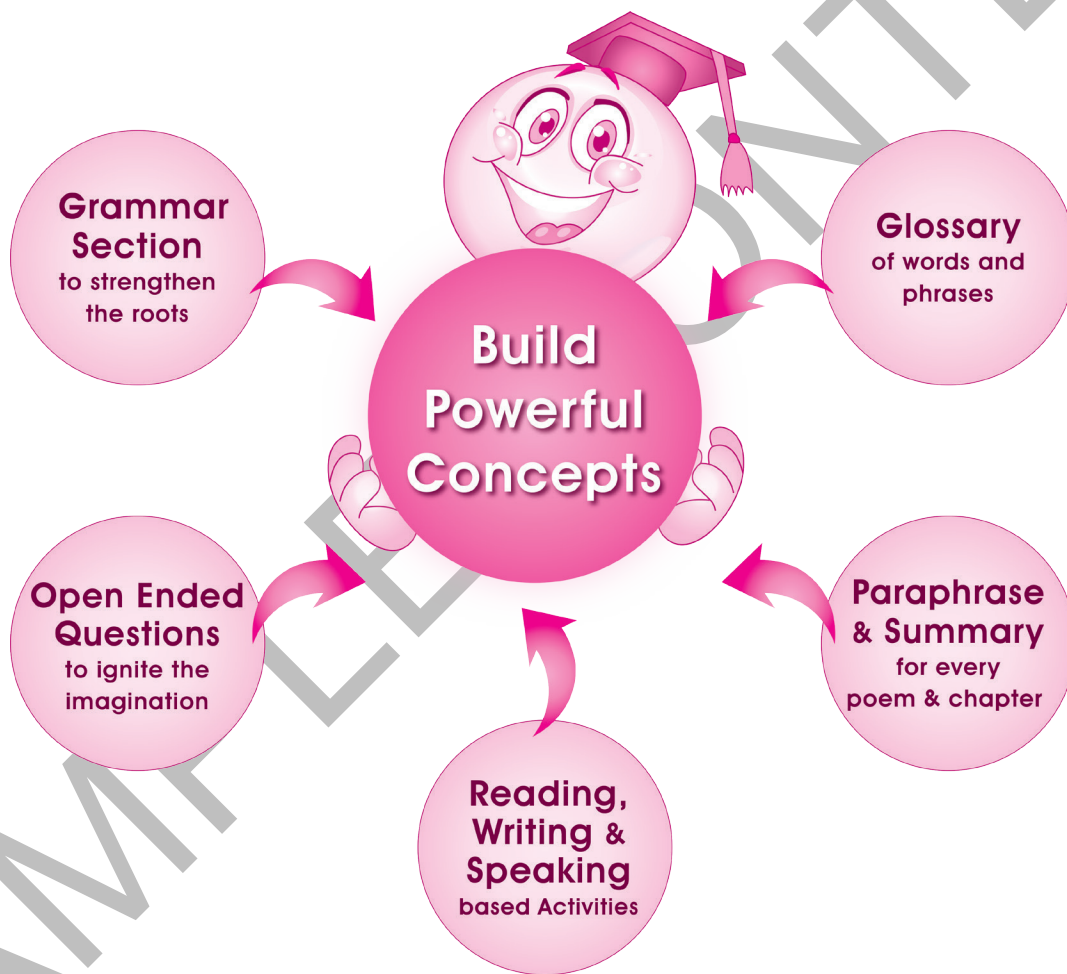 Grammar
Section
to strengthen
the roots
Glossary
of words and
phrases
Build
Powerful
Concepts
Open Ended
Questions
to ignite the
imagination
Paraphrase
& Summary
for every
poem & chapter
Reading,
Writing &
Speaking
based Activities